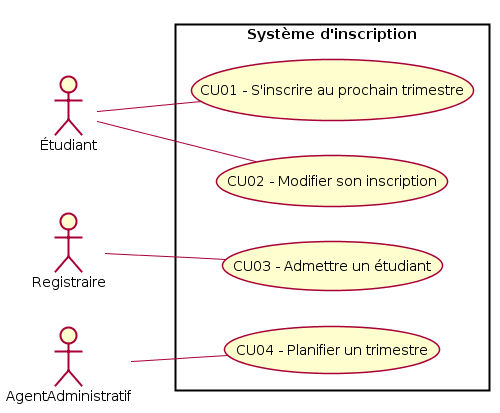 Système d'inscription
CU01 - S'inscrire au prochain trimestre
Étudiant
CU02 - Modifier son inscription
CU03 - Admettre un étudiant
Registraire
CU04 - Planifier un trimestre
AgentAdministratif